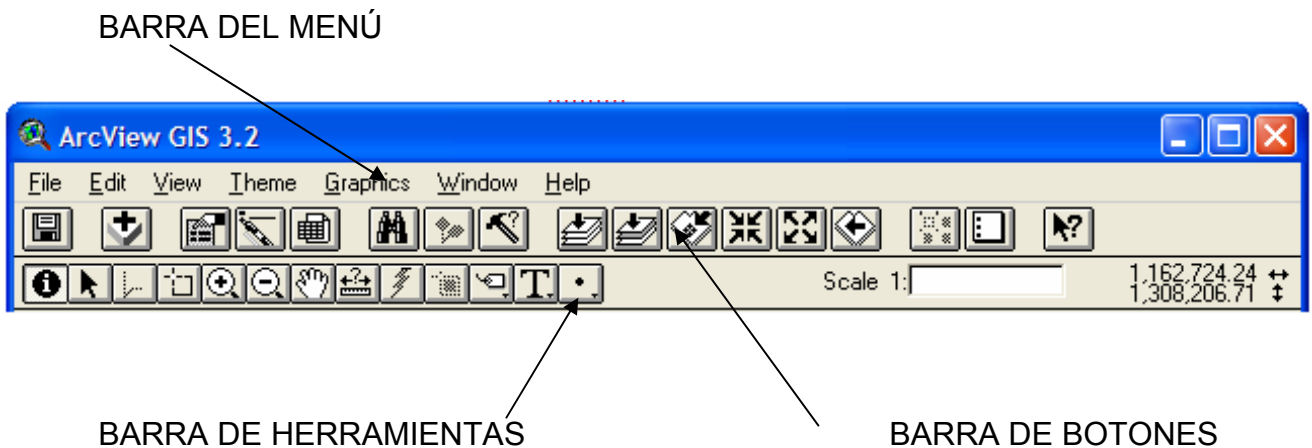 BARRA DEL MENÚ
ArcView GIS 3.2
File Edit View Theme Graphics Window Help
Scale 1: 1,162,724.24
1,308,206.71
BARRA DE HERRAMIENTAS BARRA DE BOTONES